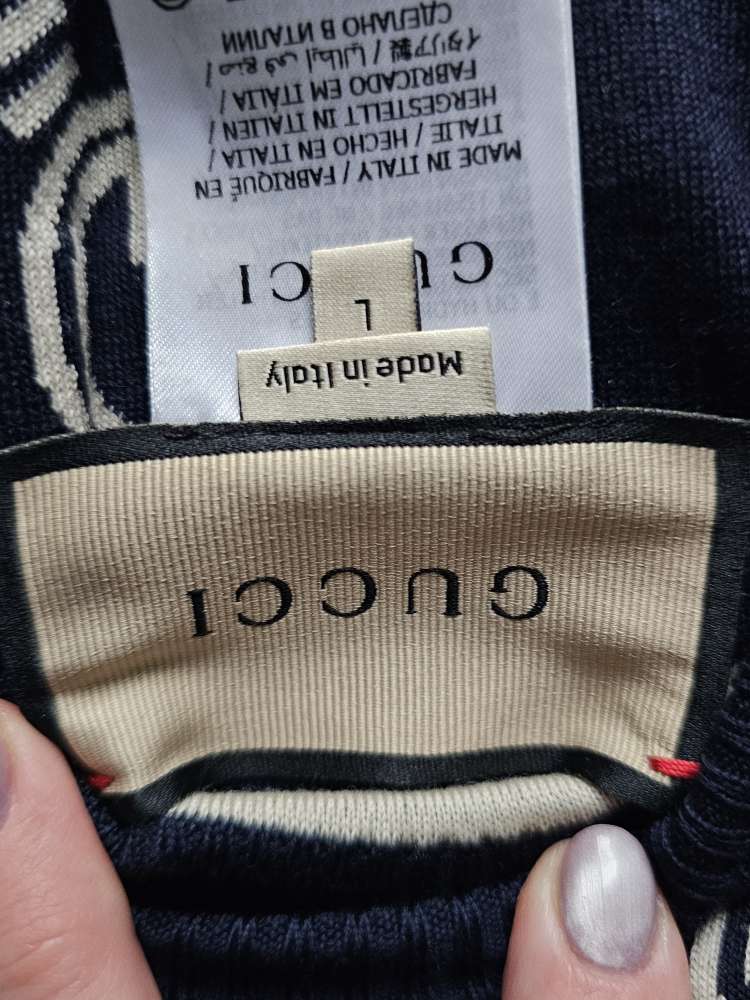 GUCCI
Made in Italy
L
GUCCI
MADE IN ITALY / FABRIQUÉ EN
ITALIE / HECHO EN ITALIA /
HERGESTELLT IN ITALIEN /
FABRICADO EM ITÁLIA /
イタリア製 / صنع في إيطاليا /
СДЕЛАНО В ИТАЛИИ